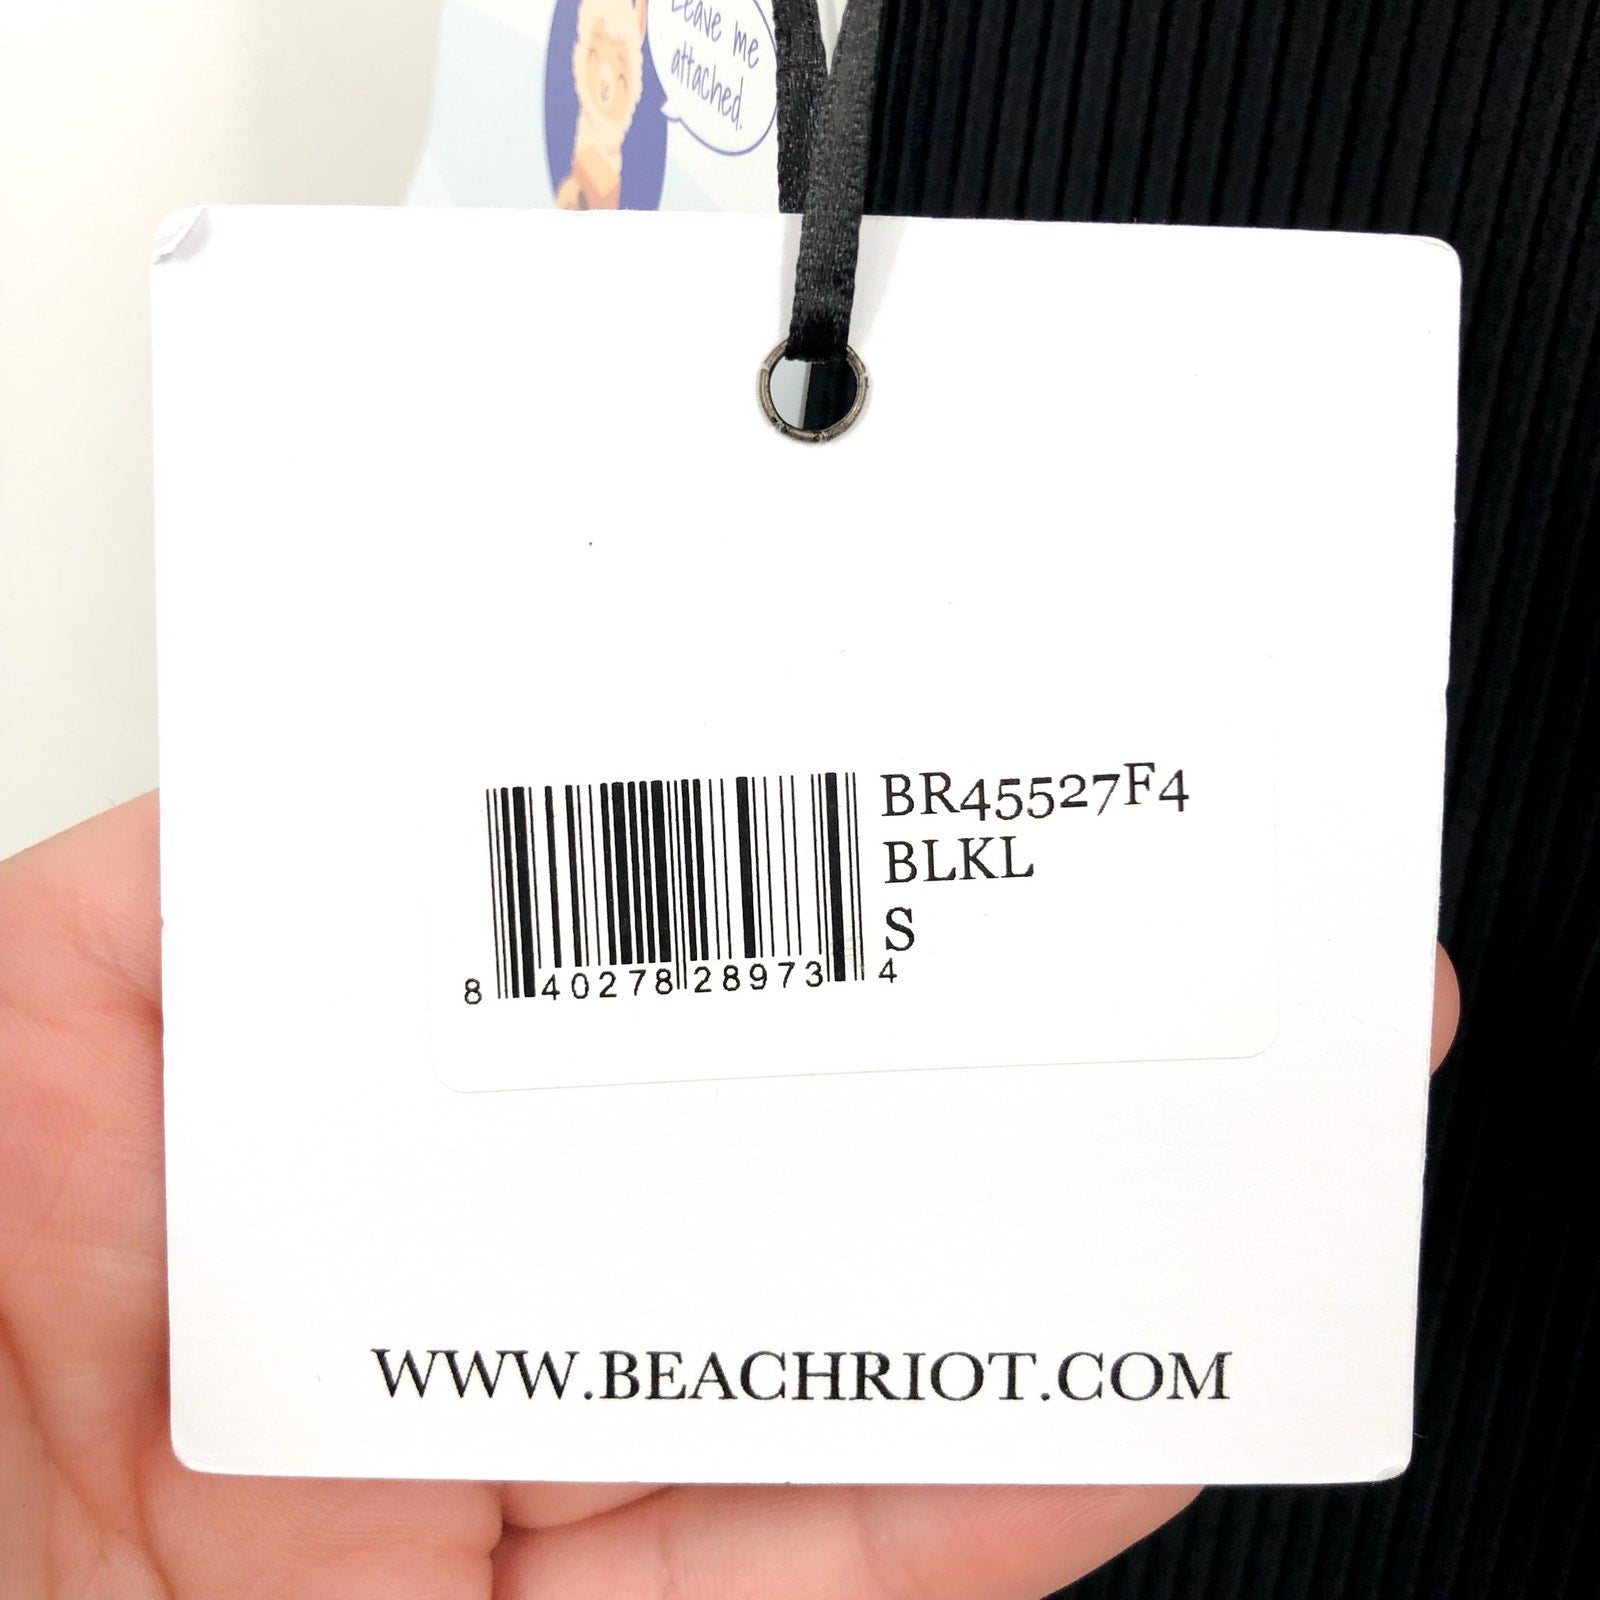 Leave me
attached.
BR45527F4
BLKL
S
8 40278 28973 4
WWW.BEACHRIOT.COM